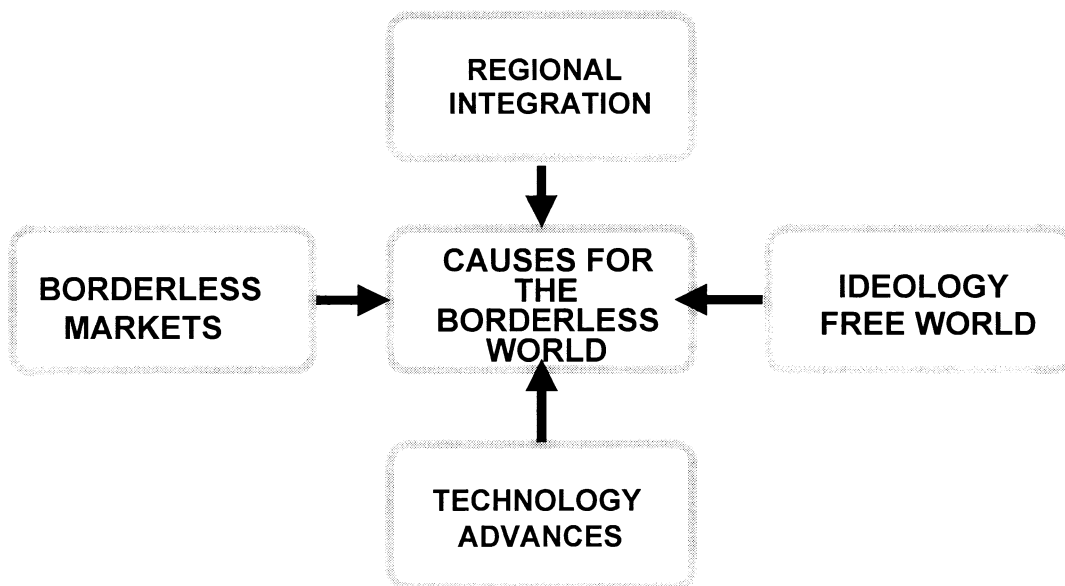 REGIONAL
INTEGRATION
BORDERLESS
MARKETS
CAUSES FOR
THE
BORDERLESS
WORLD
IDEOLOGY
FREE WORLD
TECHNOLOGY
ADVANCES